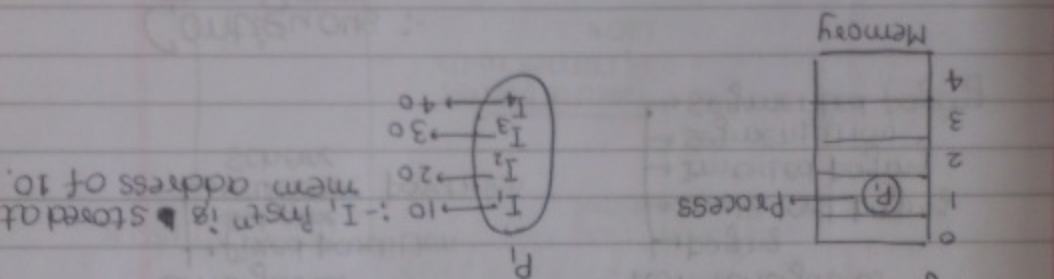 P₁
0
1 P₁ → Process
I₁ → 10 :- I₁ Instⁿ is stored at
mem address of 10.
2
I₂ → 20
3
I₃ → 30
4
I₄ → 40
Memory